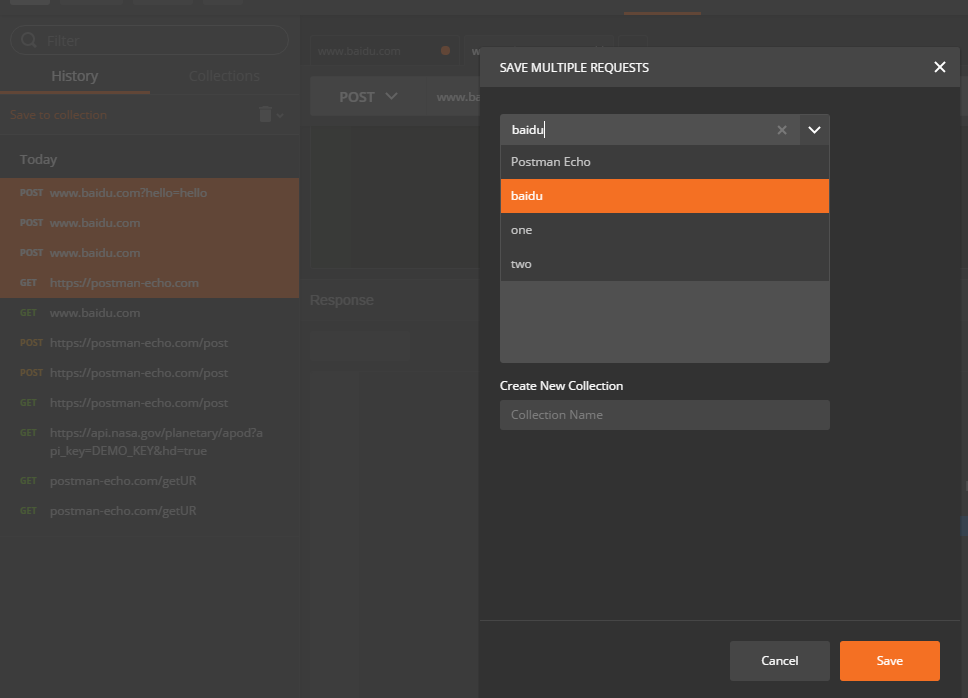 Filter
History
Collections
Save to collection
Today
POST www.baidu.com?hello=hello
POST www.baidu.com
POST www.baidu.com
GET https://postman-echo.com
GET www.baidu.com
POST https://postman-echo.com/post
POST https://postman-echo.com/post
GET https://postman-echo.com/post
GET https://api.nasa.gov/planetary/apod?a
pi_key=DEMO_KEY&hd=true
GET postman-echo.com/getUR
GET postman-echo.com/getUR
www.baidu.com
POST
www.ba
Response
SAVE MULTIPLE REQUESTS
baidu
Postman Echo
baidu
one
two
Create New Collection
Collection Name
Cancel
Save